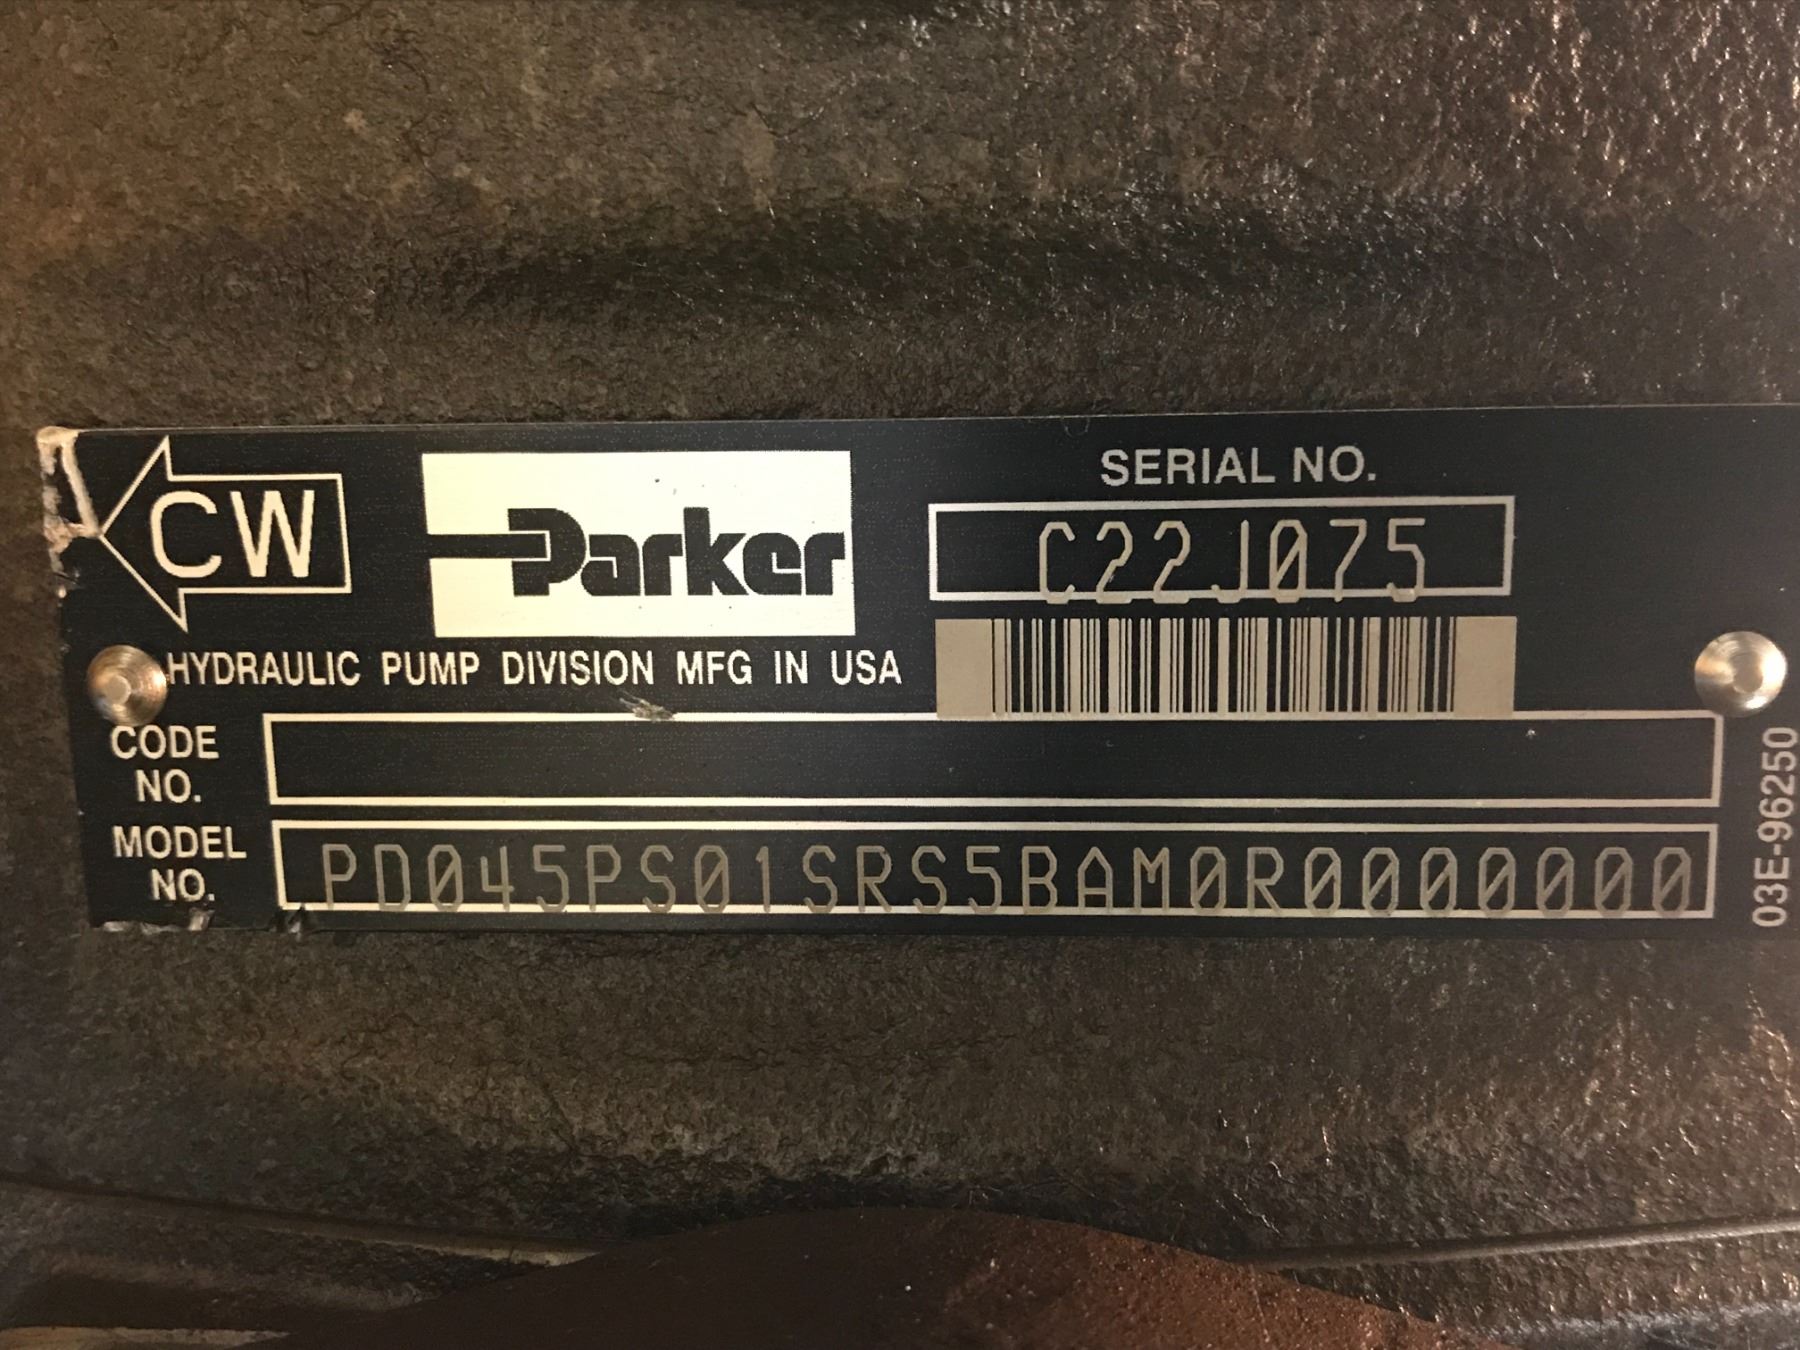 CW
Parker
SERIAL NO.
C22J075
HYDRAULIC PUMP DIVISION MFG IN USA
CODE
NO.
MODEL
NO.
PD045PS01SRS5BAM0R0000000
03E-96250